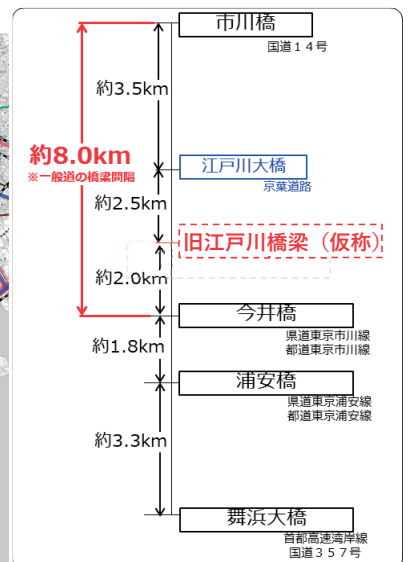 市川橋
国道１４号
約3.5km
約8.0km
※一般道の橋梁間隔
江戸川大橋
京葉道路
約2.5km
旧江戸川橋梁（仮称）
約2.0km
今井橋
県道東京市川線
都道東京市川線
約1.8km
浦安橋
県道東京浦安線
都道東京浦安線
約3.3km
舞浜大橋
首都高速湾岸線
国道３５７号